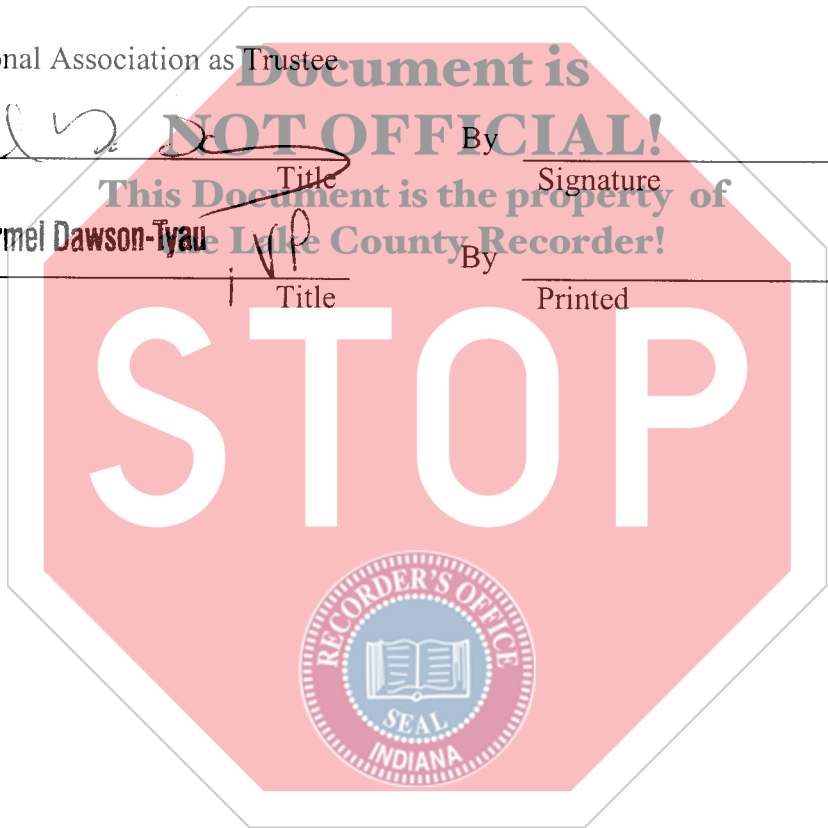 onal Association as Trustee
Document is
NOT OFFICIAL!
By
Title
Signature
This Document is the property of
the Lake County Recorder!
rmel Dawson-Tyau
VP
By
Title
Printed
STOP
RECORDER'S OFFICE
SEAL
INDIANA